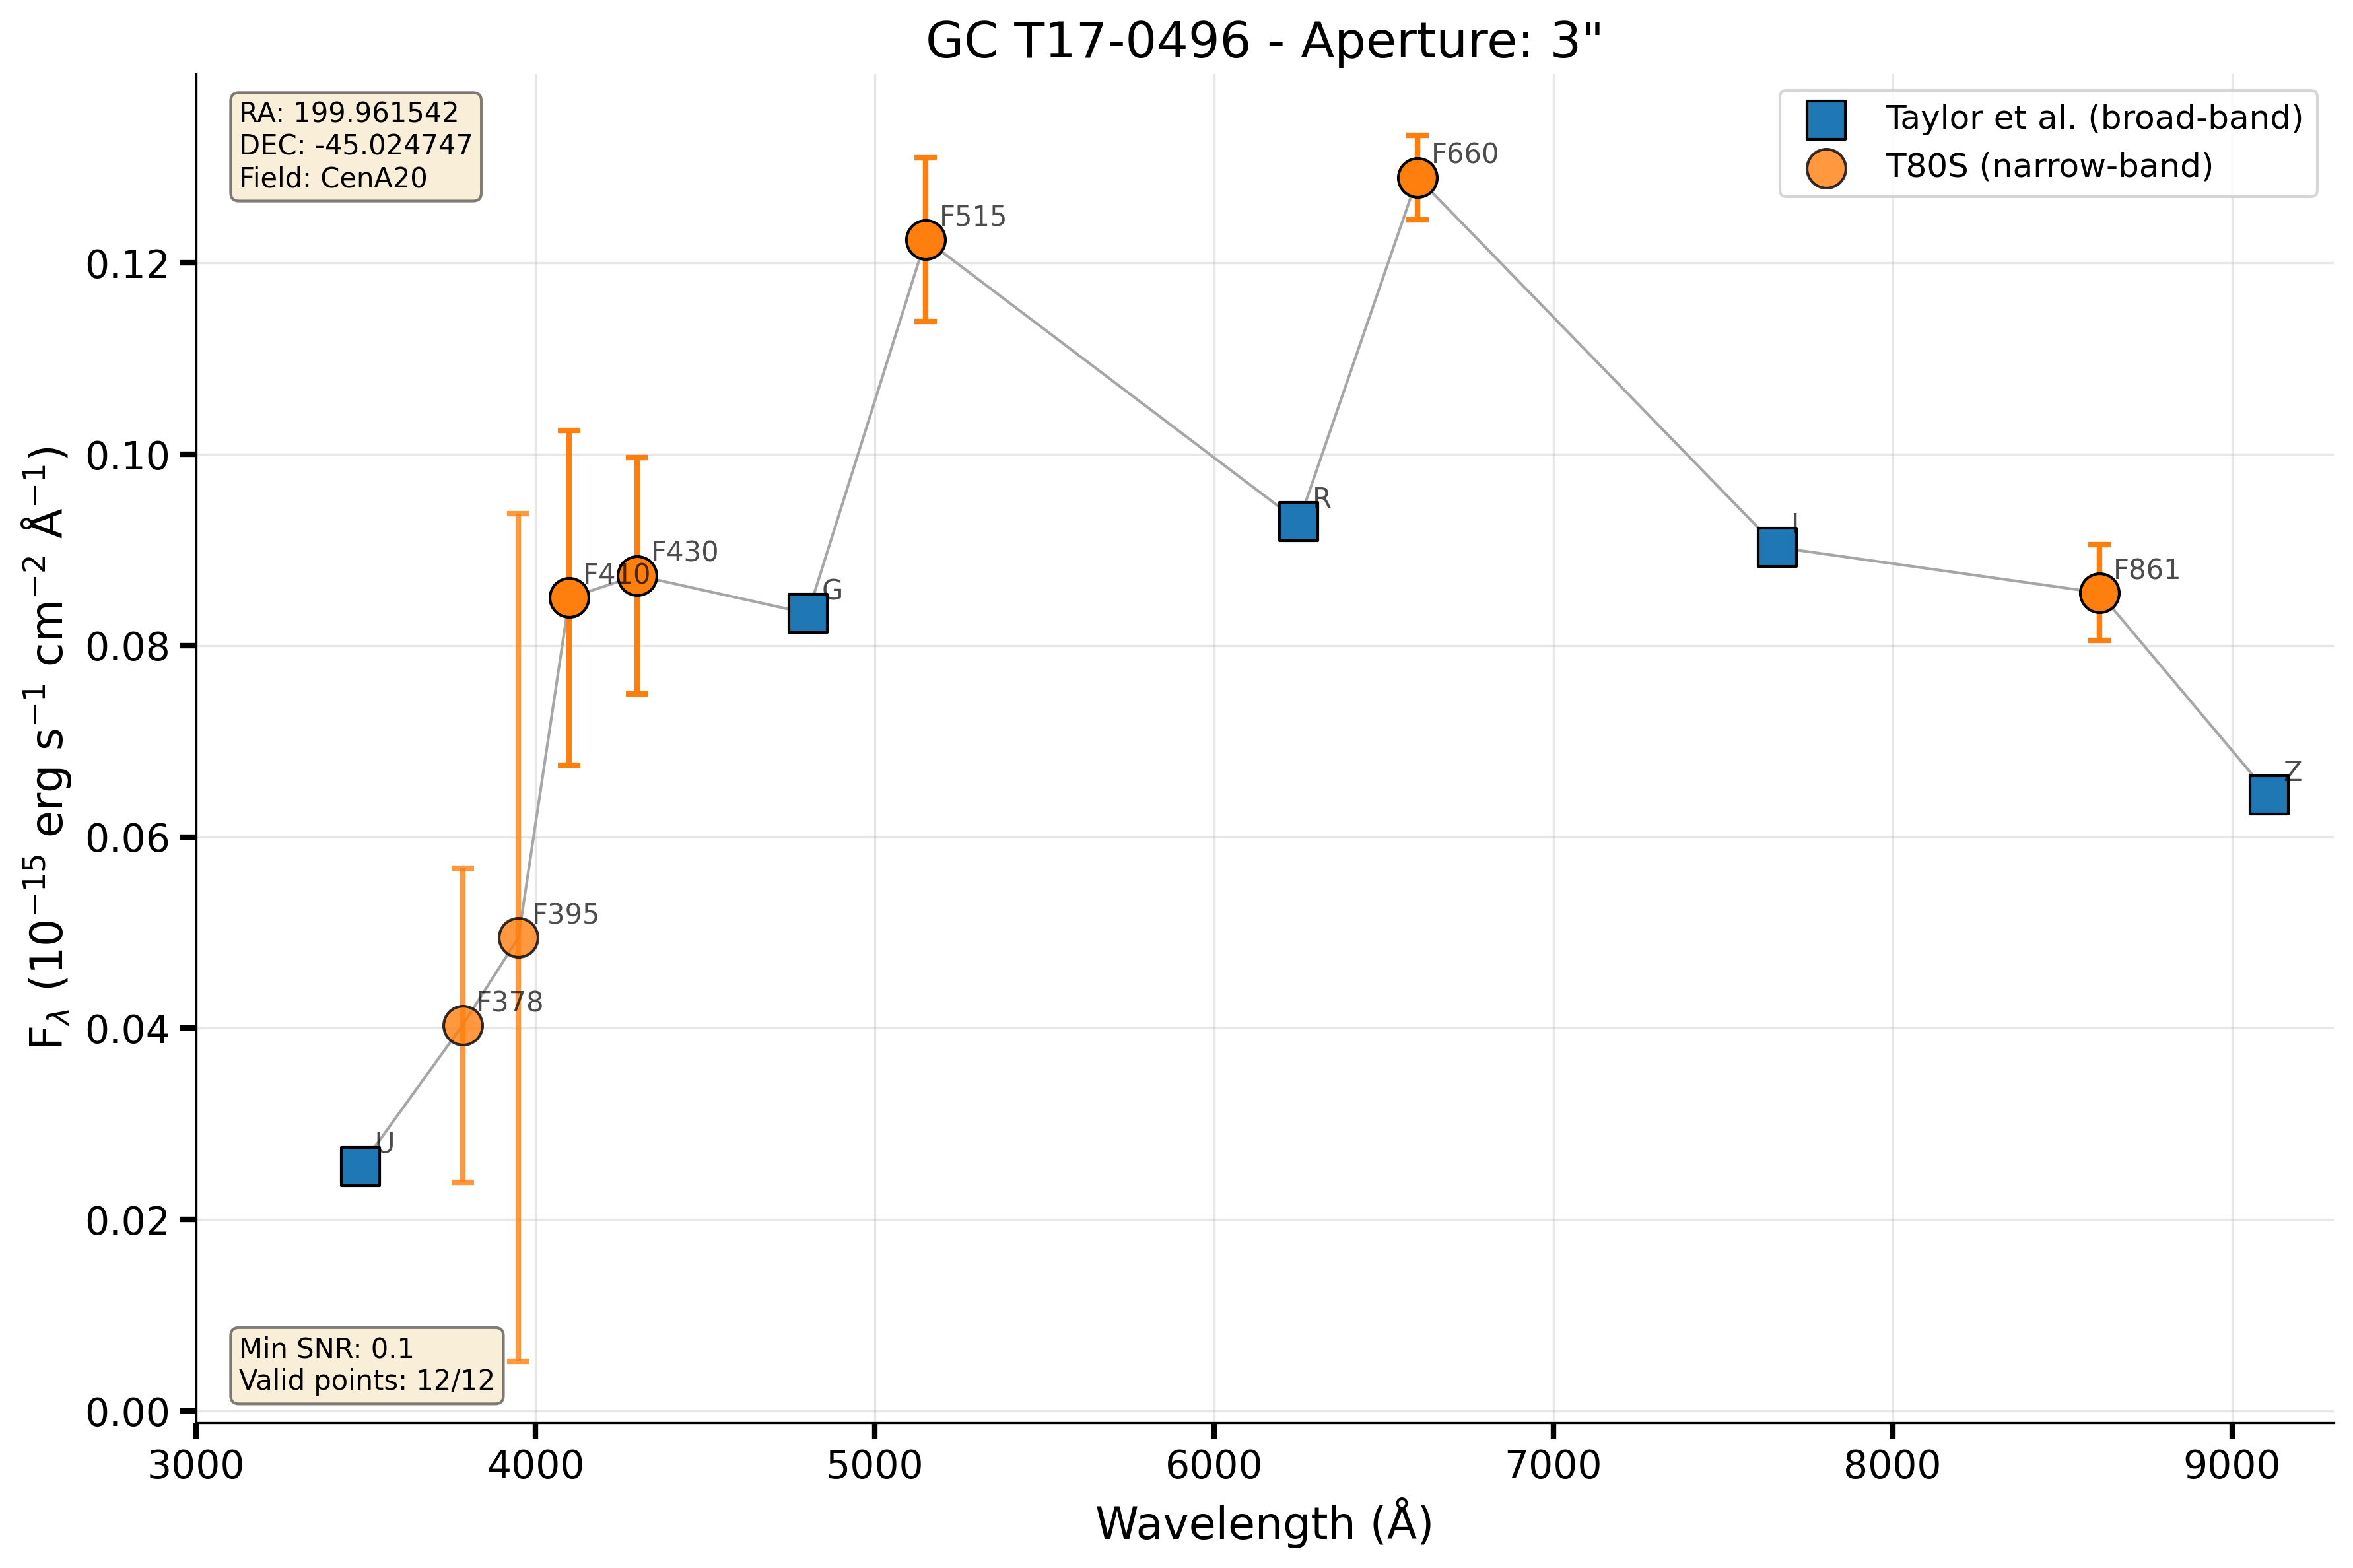 GC T17-0496 - Aperture: 3"
RA: 199.961542
DEC: -45.024747
Field: CenA20
Taylor et al. (broad-band)
T80S (narrow-band)
F660
F515
R
I
F430
F410
G
F861
Z
F395
F378
U
Min SNR: 0.1
Valid points: 12/12
0.12
0.10
0.08
0.06
0.04
0.02
0.00
F_λ (10⁻¹⁵ erg s⁻¹ cm⁻² Å⁻¹)
3000 4000 5000 6000 7000 8000 9000
Wavelength (Å)